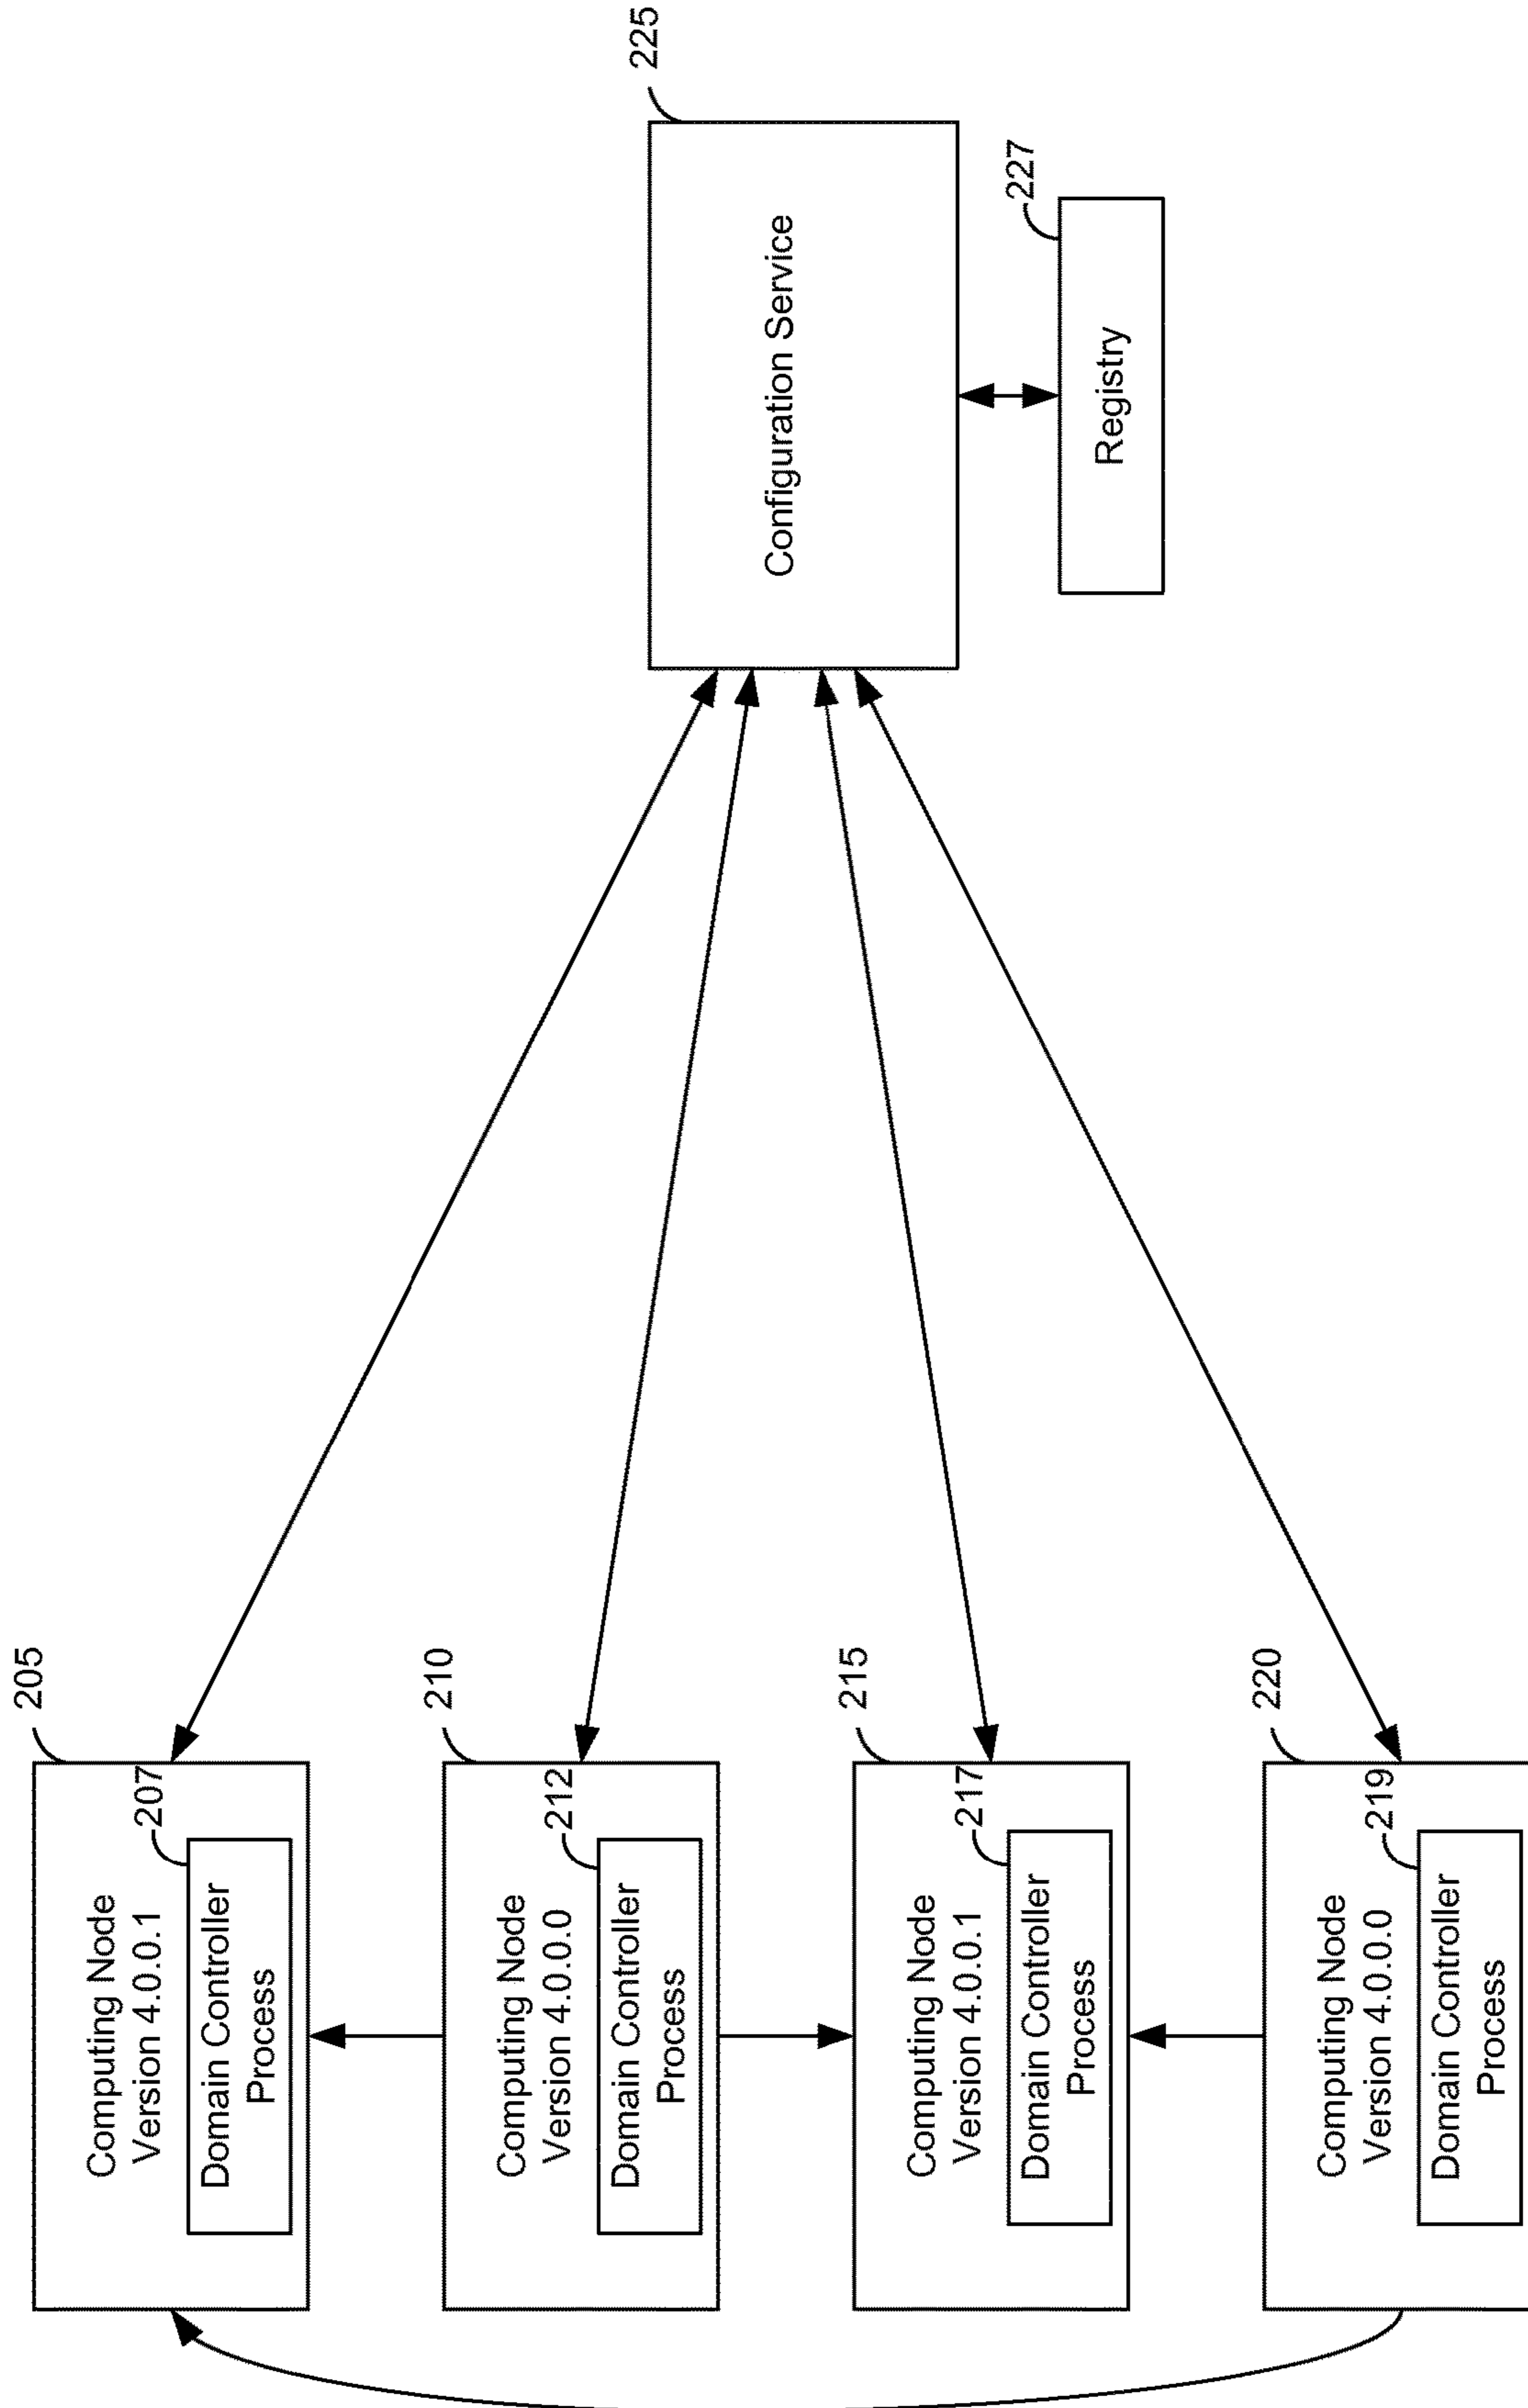 205
Computing Node
Version 4.0.0.1
207
Domain Controller
Process
210
Computing Node
Version 4.0.0.0
212
Domain Controller
Process
215
Computing Node
Version 4.0.0.1
217
Domain Controller
Process
220
Computing Node
Version 4.0.0.0
219
Domain Controller
Process
225
Configuration Service
227
Registry